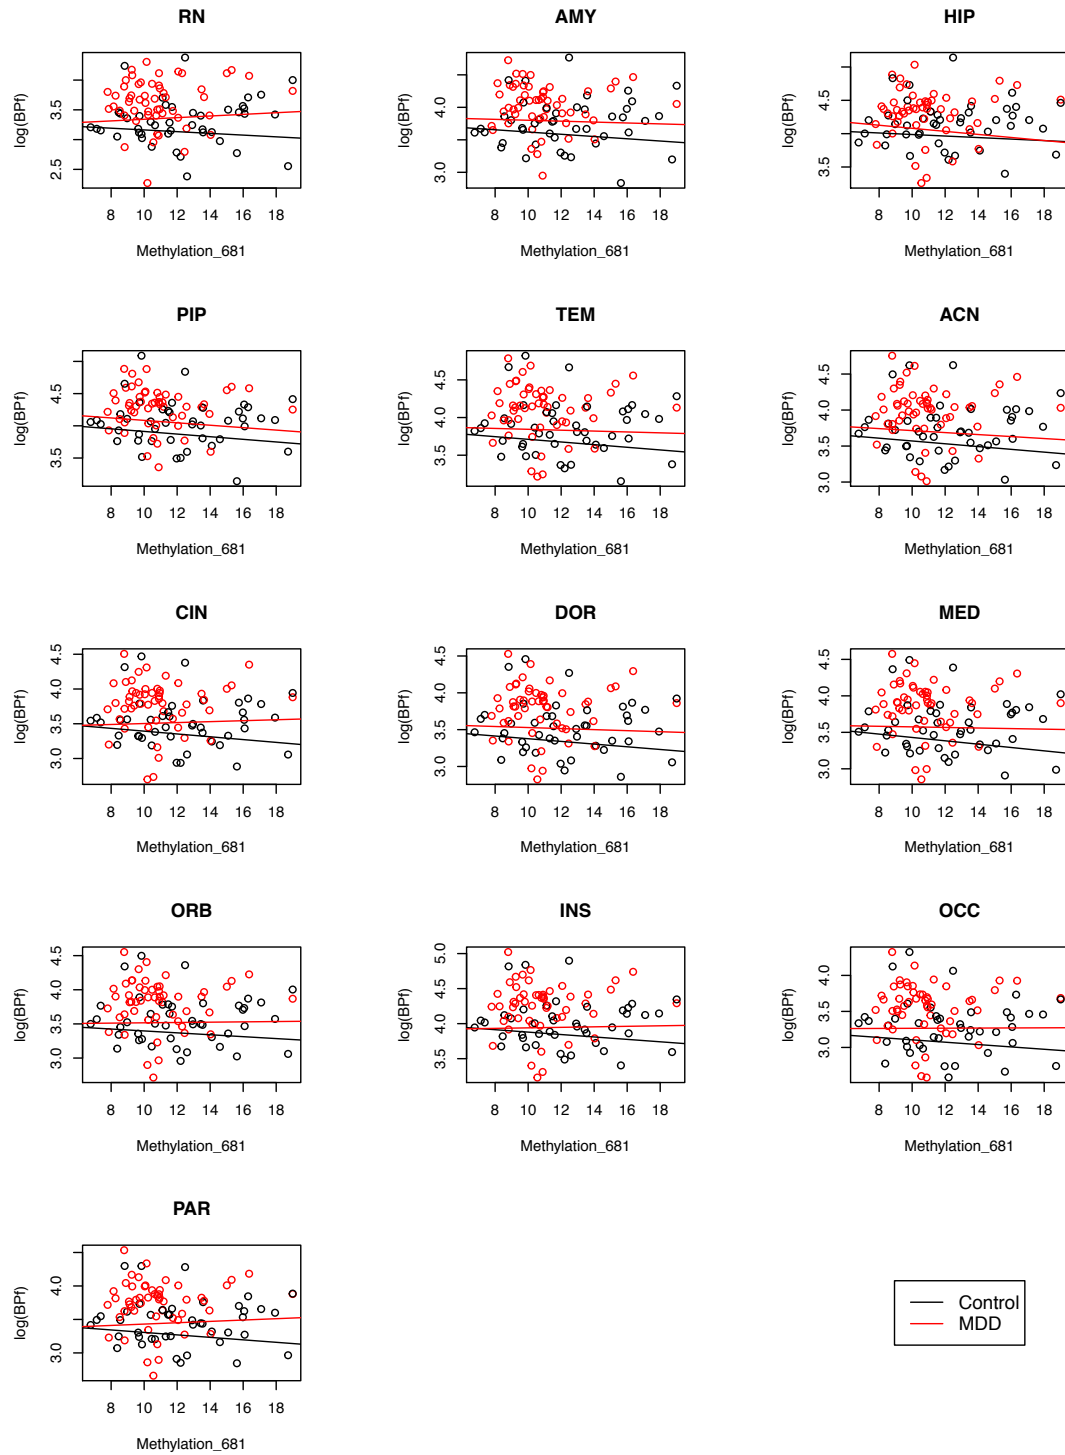 RN AMY HIP
log(BPf) 2.5 3.5 log(BPf) 3.0 4.0 log(BPf) 3.5 4.5
8 10 12 14 16 18 8 10 12 14 16 18 8 10 12 14 16 18
Methylation_681 Methylation_681 Methylation_681
PIP TEM ACN
log(BPf) 3.5 4.5 log(BPf) 3.5 4.0 4.5 log(BPf) 3.0 3.5 4.0 4.5
8 10 12 14 16 18 8 10 12 14 16 18 8 10 12 14 16 18
Methylation_681 Methylation_681 Methylation_681
CIN DOR MED
log(BPf) 3.0 3.5 4.0 4.5 log(BPf) 3.0 3.5 4.0 4.5 log(BPf) 3.0 3.5 4.0 4.5
8 10 12 14 16 18 8 10 12 14 16 18 8 10 12 14 16 18
Methylation_681 Methylation_681 Methylation_681
ORB INS OCC
log(BPf) 3.0 3.5 4.0 4.5 log(BPf) 3.5 4.0 4.5 5.0 log(BPf) 3.0 3.5 4.0
8 10 12 14 16 18 8 10 12 14 16 18 8 10 12 14 16 18
Methylation_681 Methylation_681 Methylation_681
PAR
log(BPf) 3.0 4.0
8 10 12 14 16 18
Methylation_681
Control
MDD